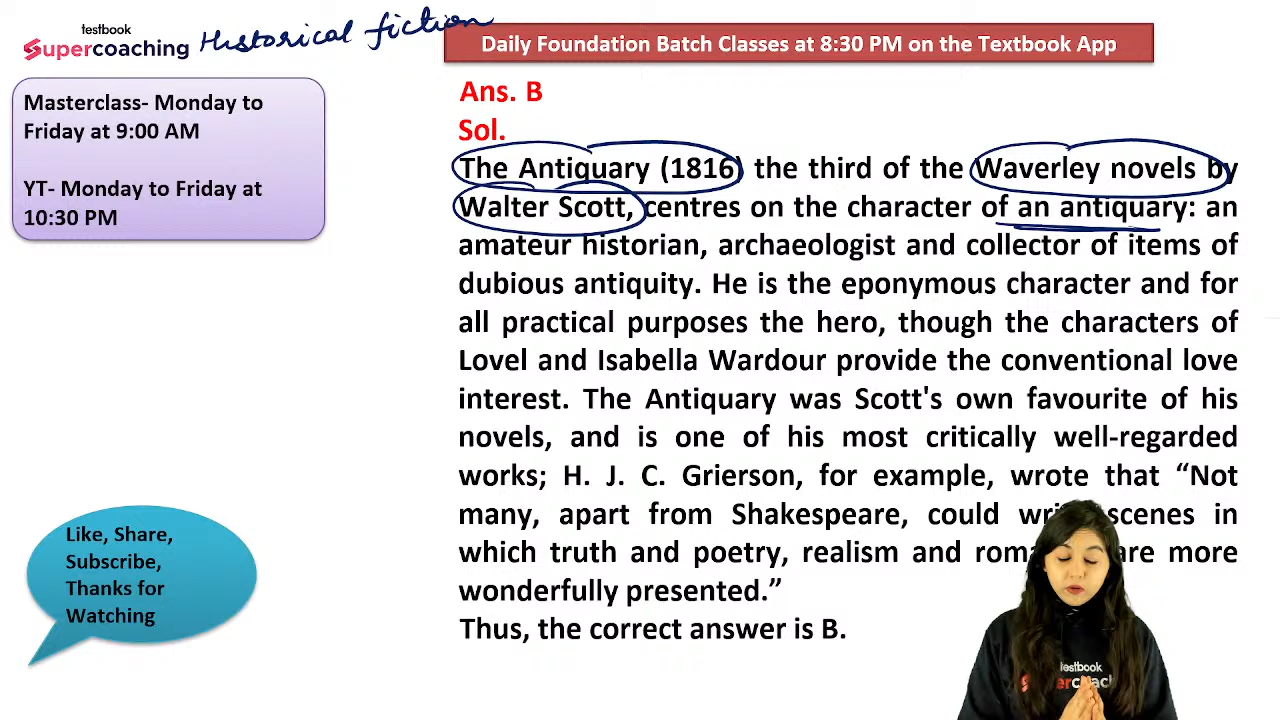 testbook
Supercoaching
Historical fiction
Daily Foundation Batch Classes at 8:30 PM on the Textbook App
Masterclass- Monday to
Friday at 9:00 AM
YT- Monday to Friday at
10:30 PM
Ans. B
Sol.
The Antiquary (1816) the third of the Waverley novels by
Walter Scott, centres on the character of an antiquary: an
amateur historian, archaeologist and collector of items of
dubious antiquity. He is the eponymous character and for
all practical purposes the hero, though the characters of
Lovel and Isabella Wardour provide the conventional love
interest. The Antiquary was Scott's own favourite of his
novels, and is one of his most critically well-regarded
works; H. J. C. Grierson, for example, wrote that “Not
many, apart from Shakespeare, could scenes in
which truth and poetry, realism and are more
wonderfully presented.”
Thus, the correct answer is B.
Like, Share,
Subscribe,
Thanks for
Watching
testbook